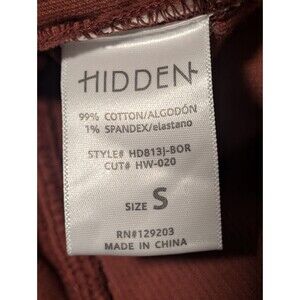 HIDDEN
99% COTTON/ALGODÓN
1% SPANDEX/elastano
STYLE# HD813J-BOR
CUT# HW-020
SIZE S
RN#129203
MADE IN CHINA